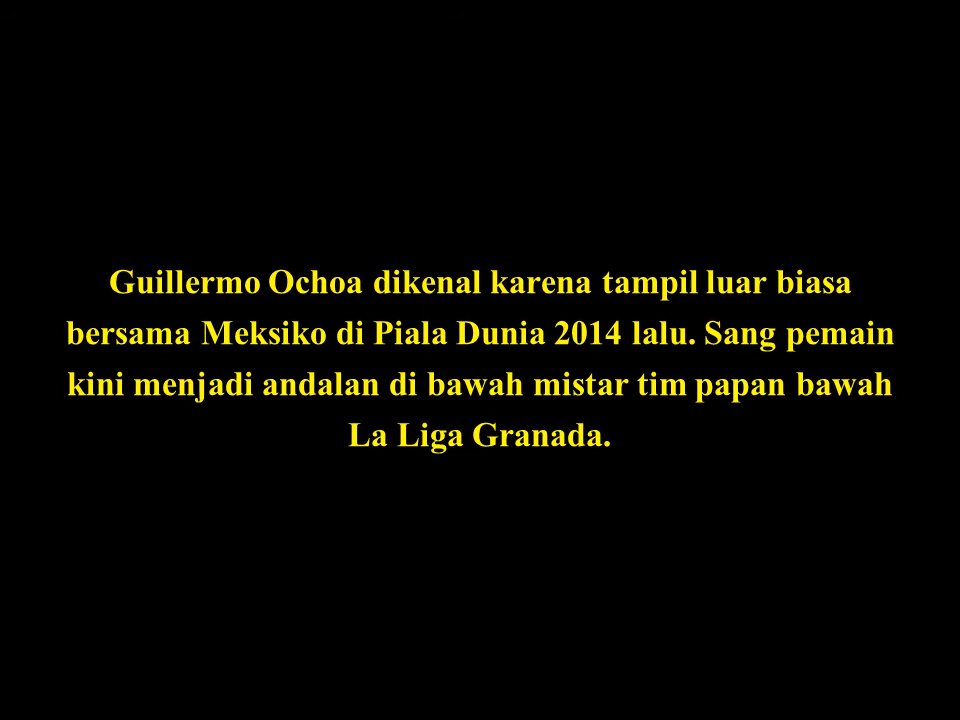 Guillermo Ochoa dikenal karena tampil luar biasa
bersama Meksiko di Piala Dunia 2014 lalu. Sang pemain
kini menjadi andalan di bawah mistar tim papan bawah
La Liga Granada.